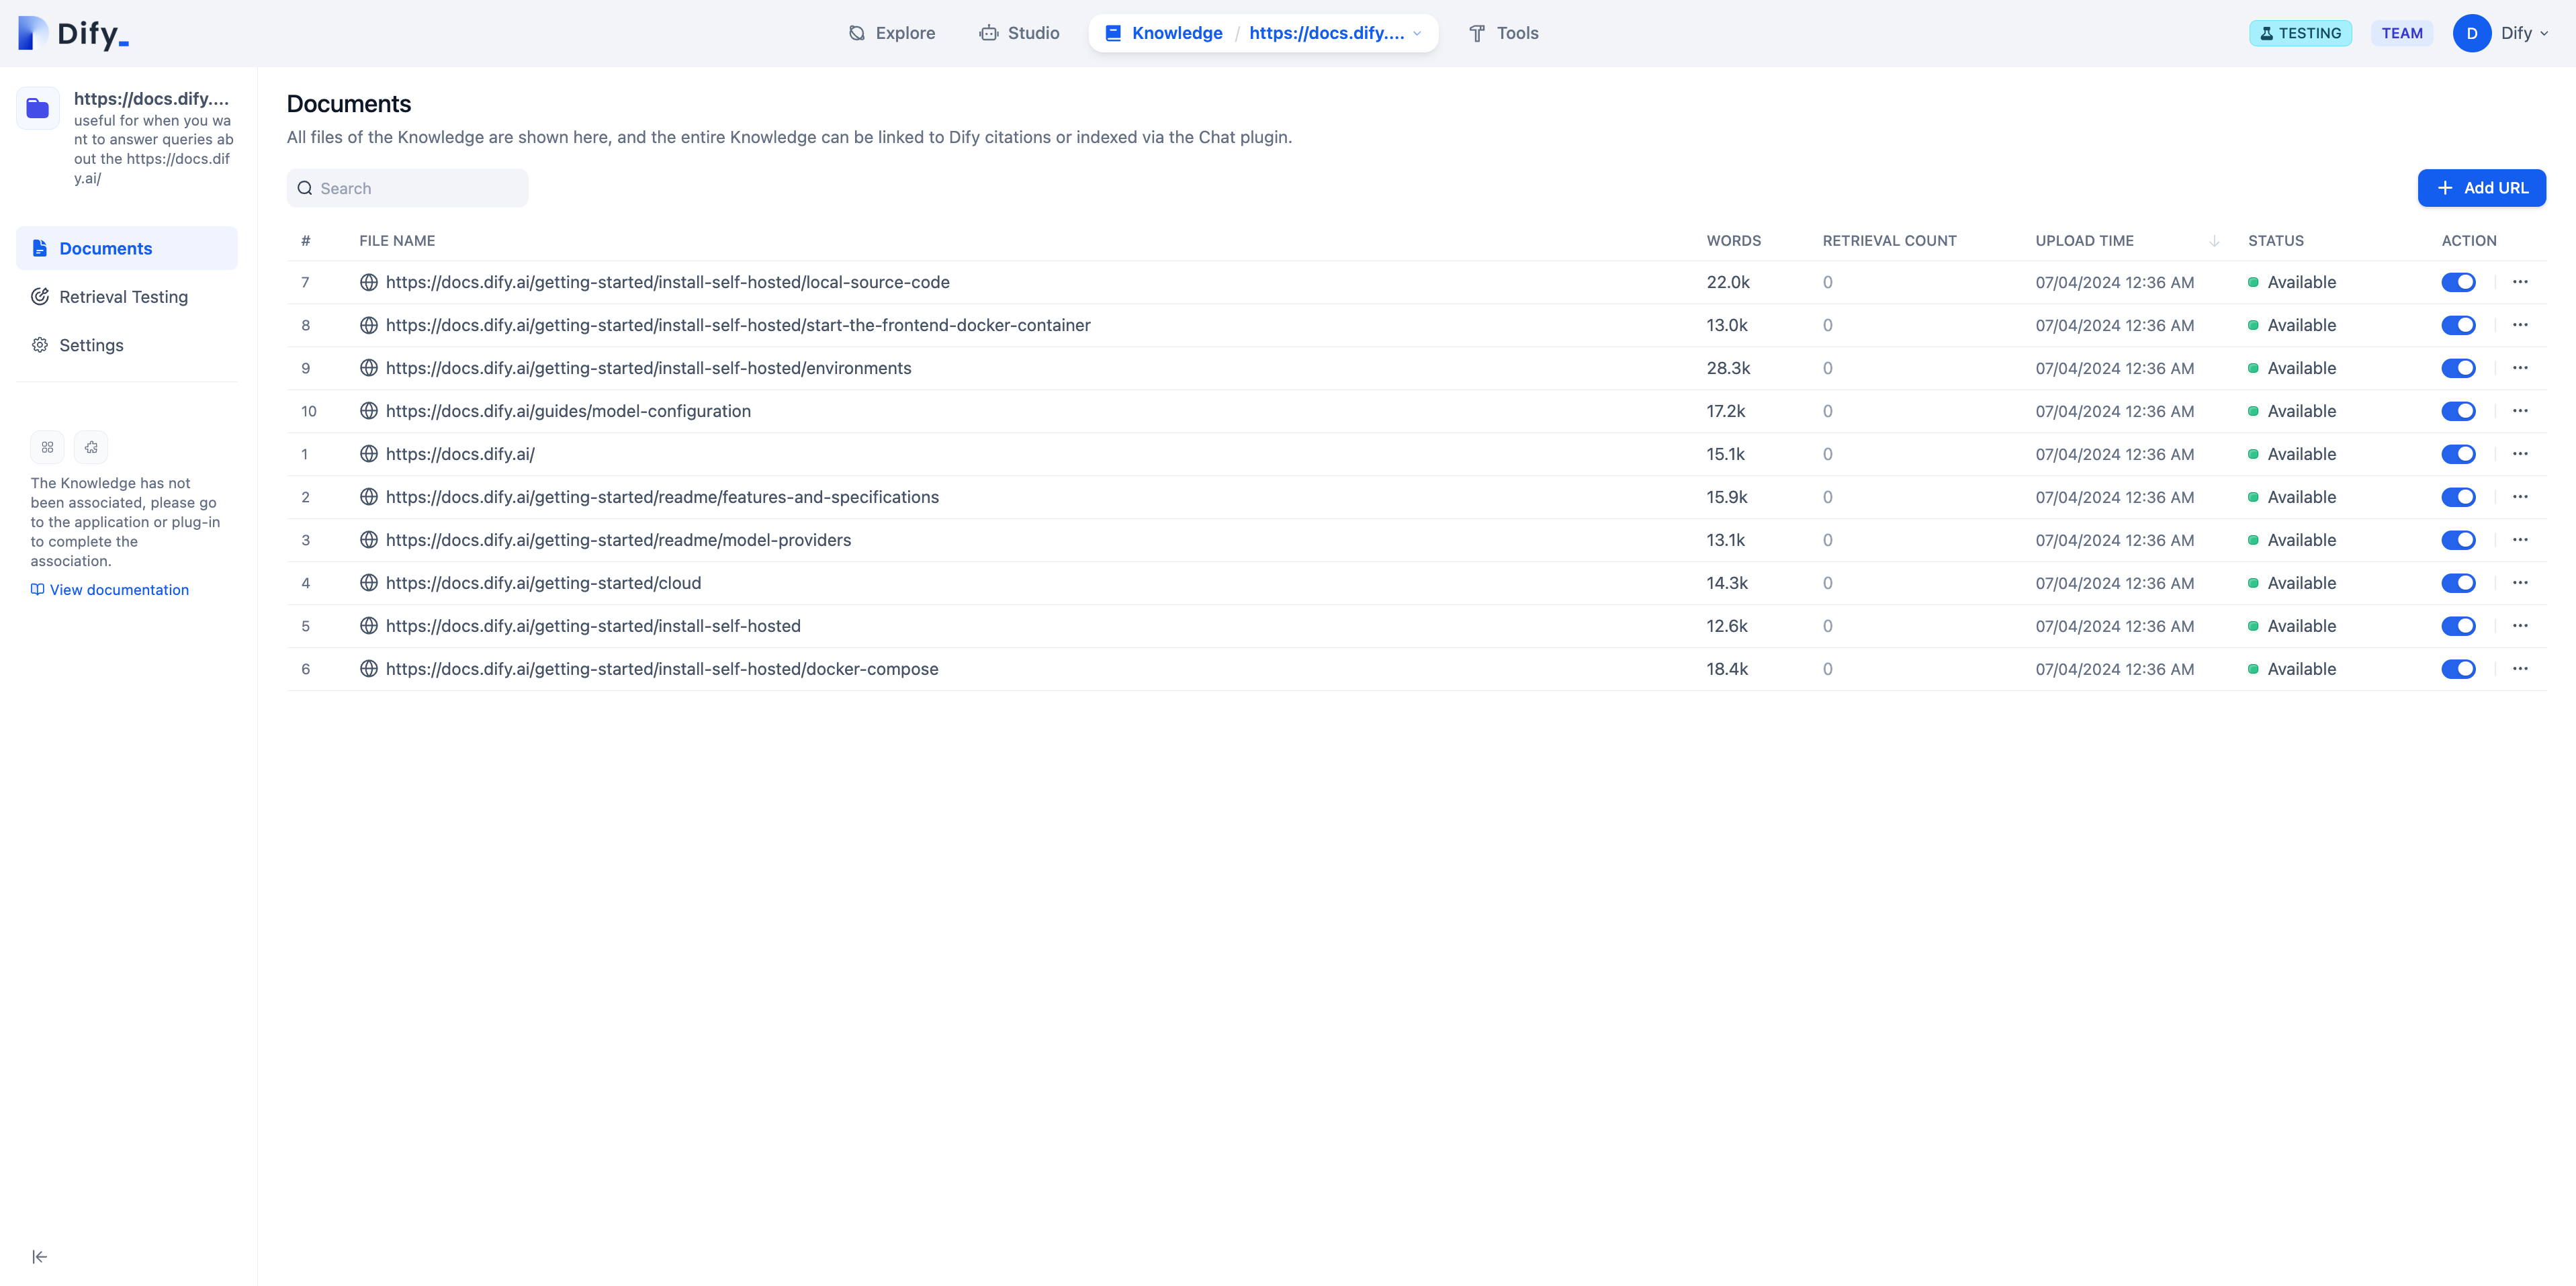 Dify_
Explore
Studio
Knowledge / https://docs.dify....
Tools
TESTING
TEAM
D
Dify
https://docs.dify....
useful for when you wa
nt to answer queries ab
out the https://docs.dif
y.ai/
Documents
Retrieval Testing
Settings
The Knowledge has not
been associated, please go
to the application or plug-in
to complete the
association.
View documentation
Documents
All files of the Knowledge are shown here, and the entire Knowledge can be linked to Dify citations or indexed via the Chat plugin.
Search
Add URL
# FILE NAME WORDS RETRIEVAL COUNT UPLOAD TIME STATUS ACTION
7 https://docs.dify.ai/getting-started/install-self-hosted/local-source-code 22.0k 0 07/04/2024 12:36 AM Available
8 https://docs.dify.ai/getting-started/install-self-hosted/start-the-frontend-docker-container 13.0k 0 07/04/2024 12:36 AM Available
9 https://docs.dify.ai/getting-started/install-self-hosted/environments 28.3k 0 07/04/2024 12:36 AM Available
10 https://docs.dify.ai/guides/model-configuration 17.2k 0 07/04/2024 12:36 AM Available
1 https://docs.dify.ai/ 15.1k 0 07/04/2024 12:36 AM Available
2 https://docs.dify.ai/getting-started/readme/features-and-specifications 15.9k 0 07/04/2024 12:36 AM Available
3 https://docs.dify.ai/getting-started/readme/model-providers 13.1k 0 07/04/2024 12:36 AM Available
4 https://docs.dify.ai/getting-started/cloud 14.3k 0 07/04/2024 12:36 AM Available
5 https://docs.dify.ai/getting-started/install-self-hosted 12.6k 0 07/04/2024 12:36 AM Available
6 https://docs.dify.ai/getting-started/install-self-hosted/docker-compose 18.4k 0 07/04/2024 12:36 AM Available